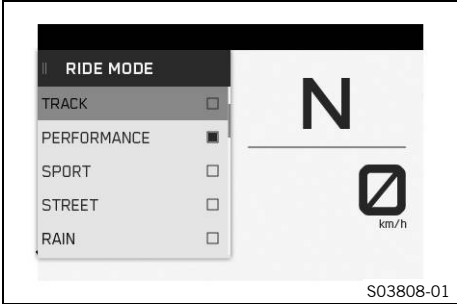 RIDE MODE
TRACK
PERFORMANCE
SPORT
STREET
RAIN
N
0
km/h
S03808-01